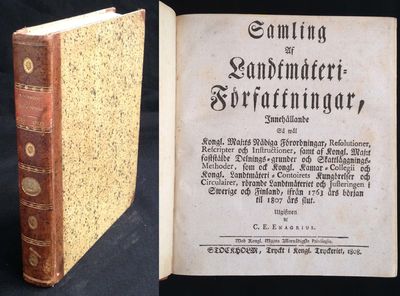 Samling
Af
Landtmäteri-
Författningar,
Innehållande
Så wäl
Kongl. Maj:ts Nådiga Förordningar, Resolutioner,
Rescripter och Instructioner, samt af Kongl. Maj:t
faststälde Delnings-grunder och Skattläggnings-
Methoder, som ock Kongl. Kamar-Collegii och
Kongl. Landtmäteri-Contoirets Kungörelser och
Circulairer, rörande Landtmäteriet och Justeringen i
Swerige och Finland, ifrån 1763 års början
til 1807 års slut.
Utgifwen
af
C. E. ENAGRIUS.
Med Kongl. Maj:ts Allernådigste Privilegio.
STOCKHOLM, Tryckt i Kongl. Tryckeriet, 1808.